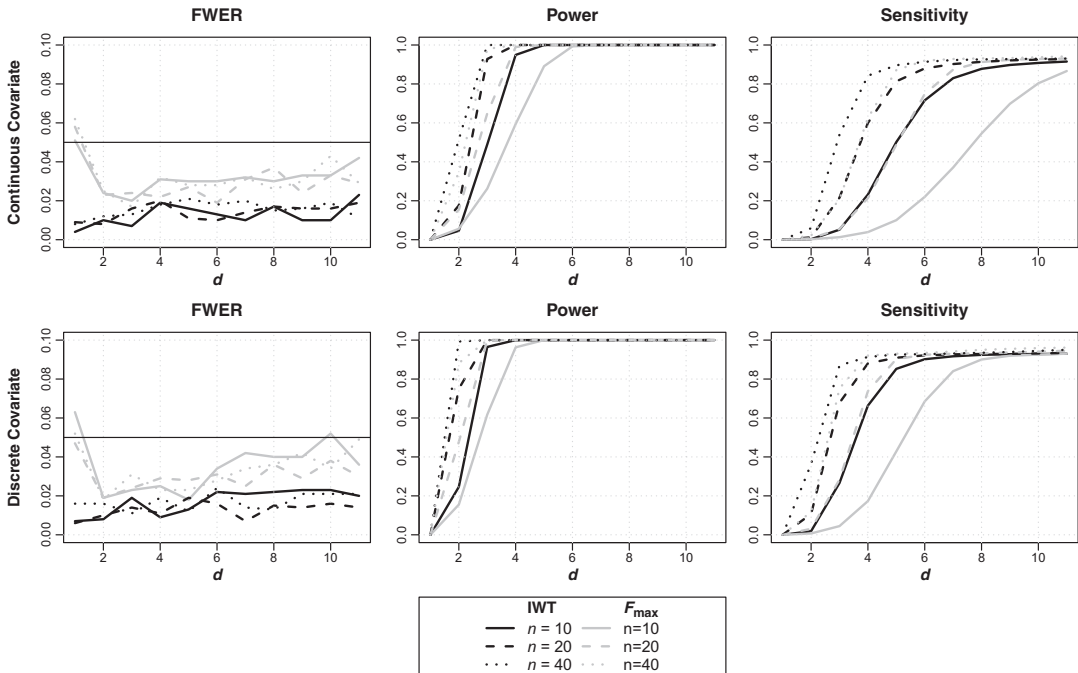 FWER Power Sensitivity
Continuous Covariate
0.00 0.02 0.04 0.06 0.08 0.10
2 4 6 8 10
d
0.0 0.2 0.4 0.6 0.8 1.0
2 4 6 8 10
d
0.0 0.2 0.4 0.6 0.8 1.0
2 4 6 8 10
d
FWER Power Sensitivity
Discrete Covariate
0.00 0.02 0.04 0.06 0.08 0.10
2 4 6 8 10
d
0.0 0.2 0.4 0.6 0.8 1.0
2 4 6 8 10
d
0.0 0.2 0.4 0.6 0.8 1.0
2 4 6 8 10
d
IWT Fmax
n = 10 n=10
n = 20 n=20
n = 40 n=40